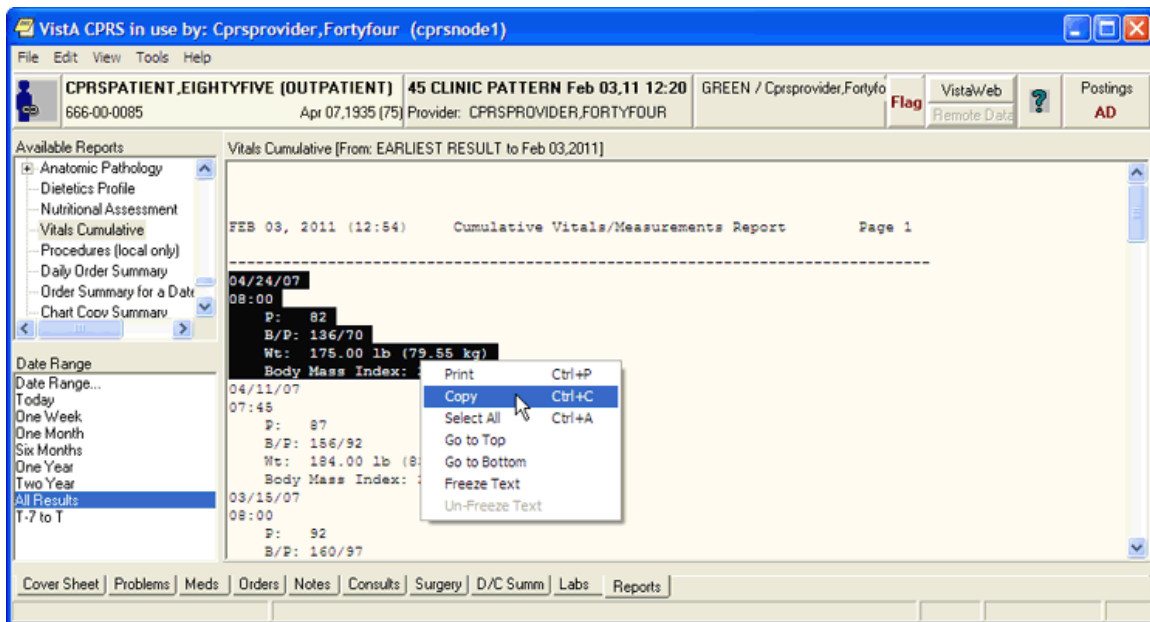 VistA CPRS in use by: Cprsprovider,Fortyfour (cprsnode1)
File Edit View Tools Help
CPRSPATIENT,EIGHTYFIVE (OUTPATIENT)
666-00-0085 Apr 07,1935 (75)
45 CLINIC PATTERN Feb 03,11 12:20
Provider: CPRSPROVIDER,FORTYFOUR
GREEN / Cprsprovider,Fortyfo
Flag
VistaWeb
Remote Data
?
Postings
AD
Available Reports
Anatomic Pathology
Dietetics Profile
Nutritional Assessment
Vitals Cumulative
Procedures (local only)
Daily Order Summary
Order Summary for a Date
Chart Copy Summary
Date Range
Date Range...
Today
One Week
One Month
Six Months
One Year
Two Year
All Results
T-7 to T
Vitals Cumulative [From: EARLIEST RESULT to Feb 03,2011]
FEB 03, 2011 (12:54) Cumulative Vitals/Measurements Report Page 1
--------------------------------------------------------------------------------
04/24/07
08:00
P: 82
B/P: 136/70
Wt: 175.00 lb (79.55 kg)
Body Mass Index:
04/11/07
07:45
P: 87
B/P: 156/92
Wt: 184.00 lb (8
Body Mass Index:
03/15/07
08:00
P: 92
B/P: 160/97
Print Ctrl+P
Copy Ctrl+C
Select All Ctrl+A
Go to Top
Go to Bottom
Freeze Text
Un-Freeze Text
Cover Sheet Problems Meds Orders Notes Consults Surgery D/C Summ Labs Reports